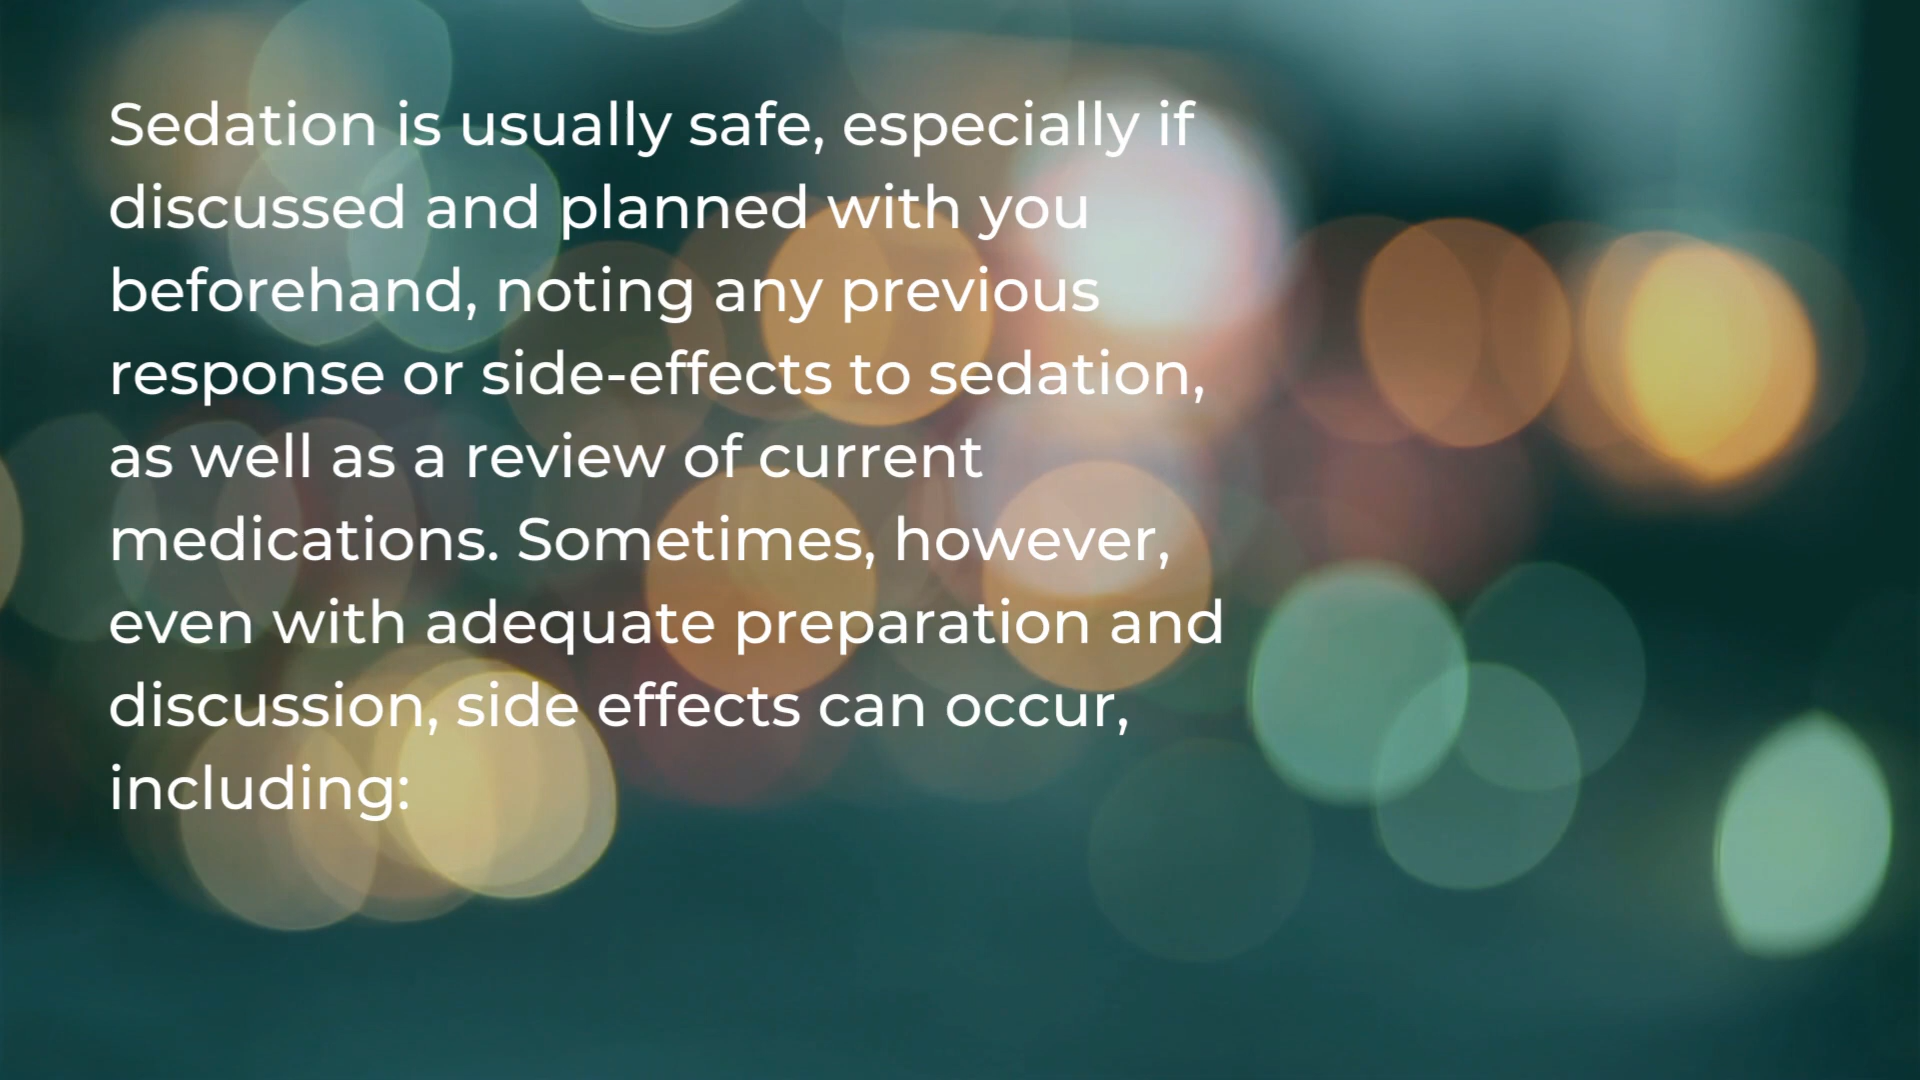 Sedation is usually safe, especially if
discussed and planned with you
beforehand, noting any previous
response or side-effects to sedation,
as well as a review of current
medications. Sometimes, however,
even with adequate preparation and
discussion, side effects can occur,
including: